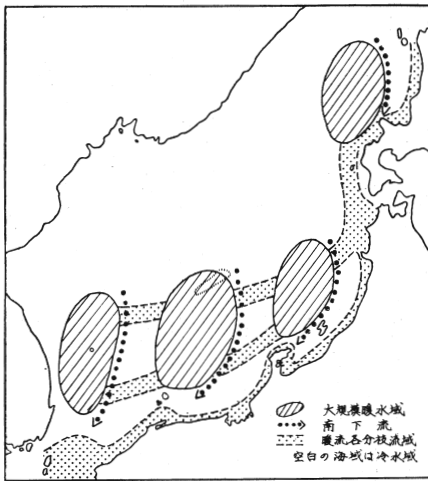 大規模暖水域
南下流
暖流各分枝流域
空白の海域は冷水域